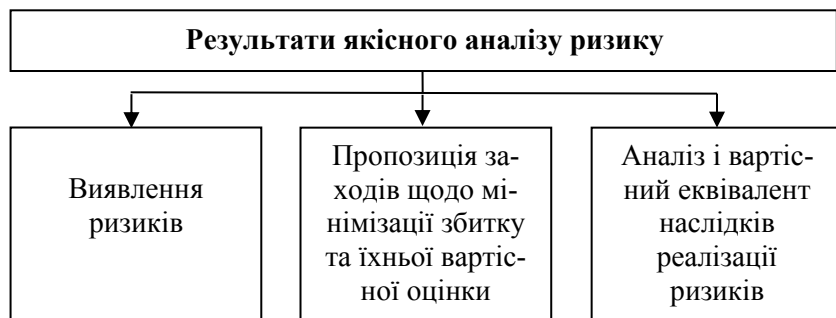 Результати якісного аналізу ризику
Виявлення
ризиків
Пропозиція за-
ходів щодо мі-
німізації збитку
та їхньої вартіс-
ної оцінки
Аналіз і вартіс-
ний еквівалент
наслідків
реалізації
ризиків